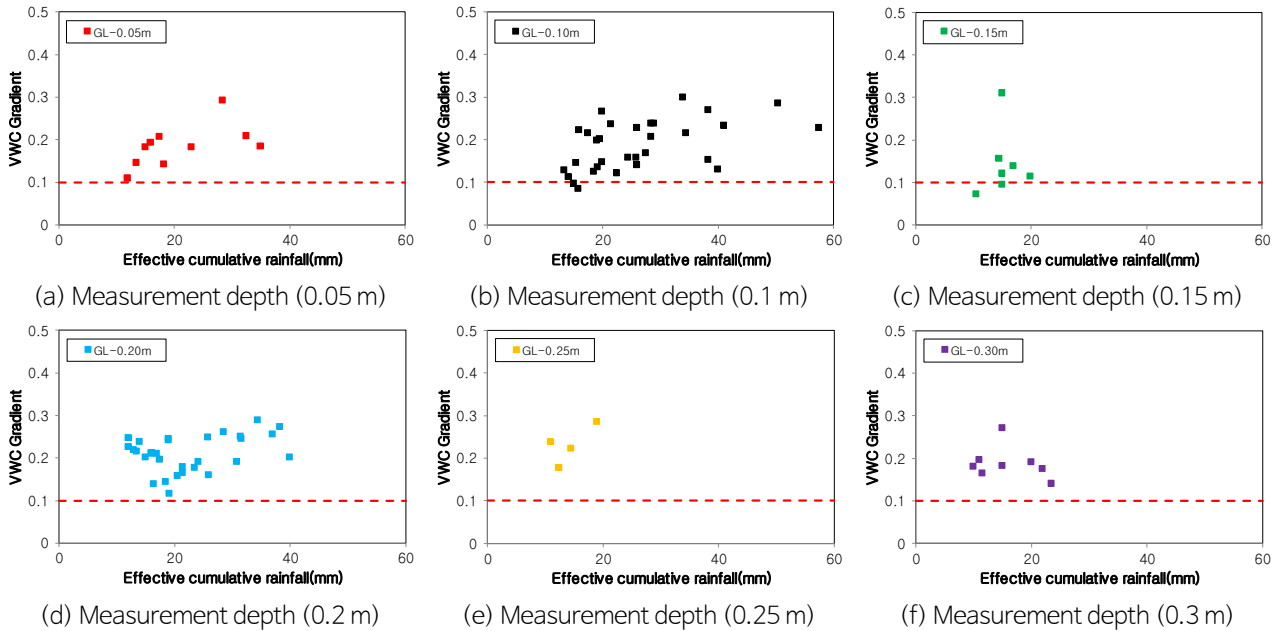 0.5
GL-0.05m
0.4
0.3
0.2
0.1
0
0 20 40 60
VWC Gradient
Effective cumulative rainfall(mm)
(a) Measurement depth (0.05 m)
0.5
GL-0.10m
0.4
0.3
0.2
0.1
0
0 20 40 60
VWC Gradient
Effective cumulative rainfall(mm)
(b) Measurement depth (0.1 m)
0.5
GL-0.15m
0.4
0.3
0.2
0.1
0
0 20 40 60
VWC Gradient
Effective cumulative rainfall(mm)
(c) Measurement depth (0.15 m)
0.5
GL-0.20m
0.4
0.3
0.2
0.1
0
0 20 40 60
VWC Gradient
Effective cumulative rainfall(mm)
(d) Measurement depth (0.2 m)
0.5
GL-0.25m
0.4
0.3
0.2
0.1
0
0 20 40 60
VWC Gradient
Effective cumulative rainfall(mm)
(e) Measurement depth (0.25 m)
0.5
GL-0.30m
0.4
0.3
0.2
0.1
0
0 20 40 60
VWC Gradient
Effective cumulative rainfall(mm)
(f) Measurement depth (0.3 m)